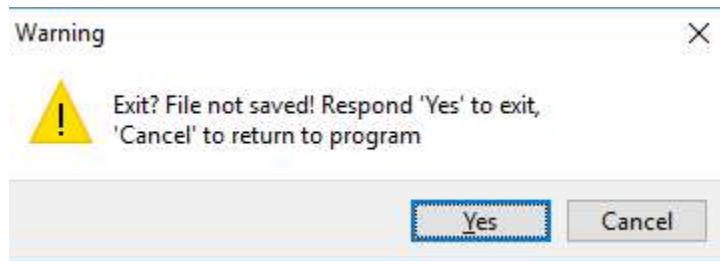 Warning
Exit? File not saved! Respond 'Yes' to exit,
'Cancel' to return to program
Yes
Cancel